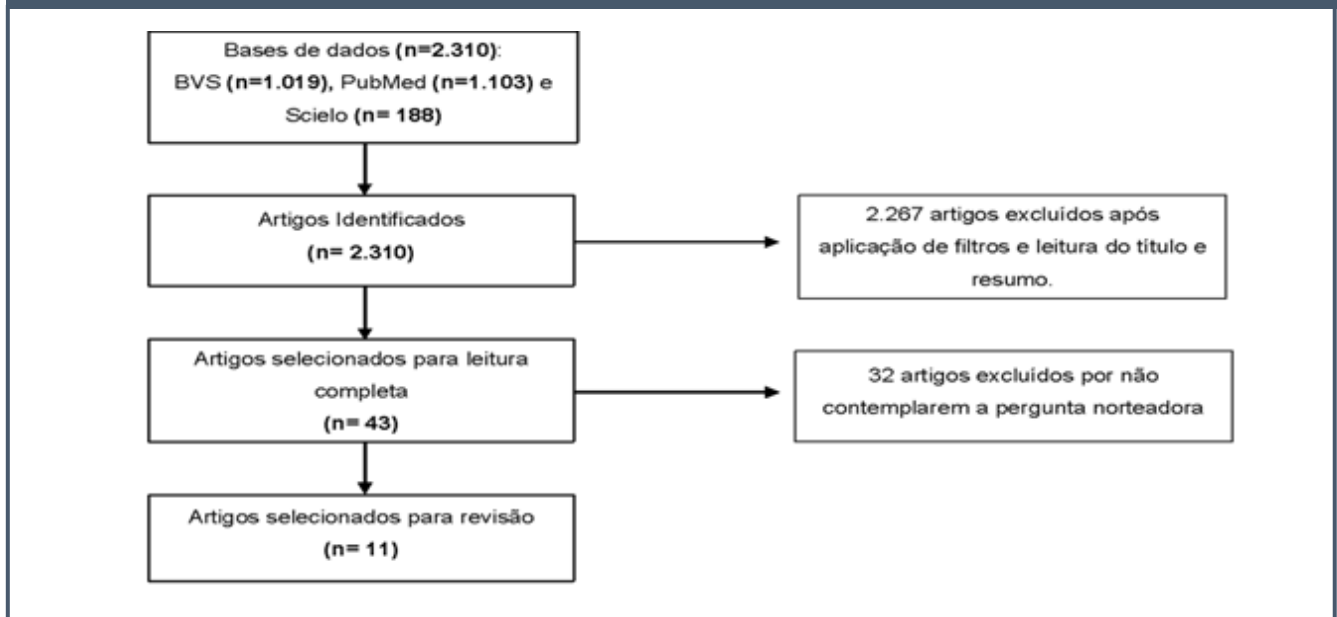 Bases de dados (n=2.310):
BVS (n=1.019), PubMed (n=1.103) e
Scielo (n= 188)
Artigos Identificados
(n= 2.310)
2.267 artigos excluídos após
aplicação de filtros e leitura do título e
resumo.
Artigos selecionados para leitura
completa
(n= 43)
32 artigos excluidos por não
contemplarem a pergunta norteadora
Artigos selecionados para revisão
(n= 11)